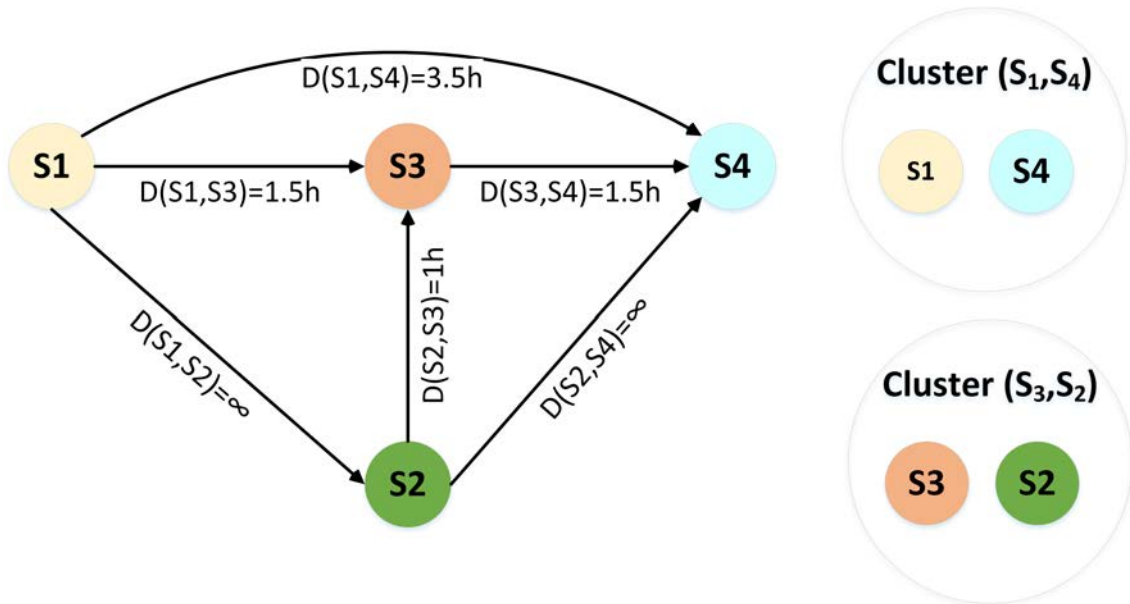 D(S1,S4)=3.5h
S1
S3
S4
D(S1,S3)=1.5h
D(S3,S4)=1.5h
D(S2,S3)=1h
D(S1,S2)=∞
D(S2,S4)=∞
S2
Cluster (S₁,S₄)
S1
S4
Cluster (S₃,S₂)
S3
S2